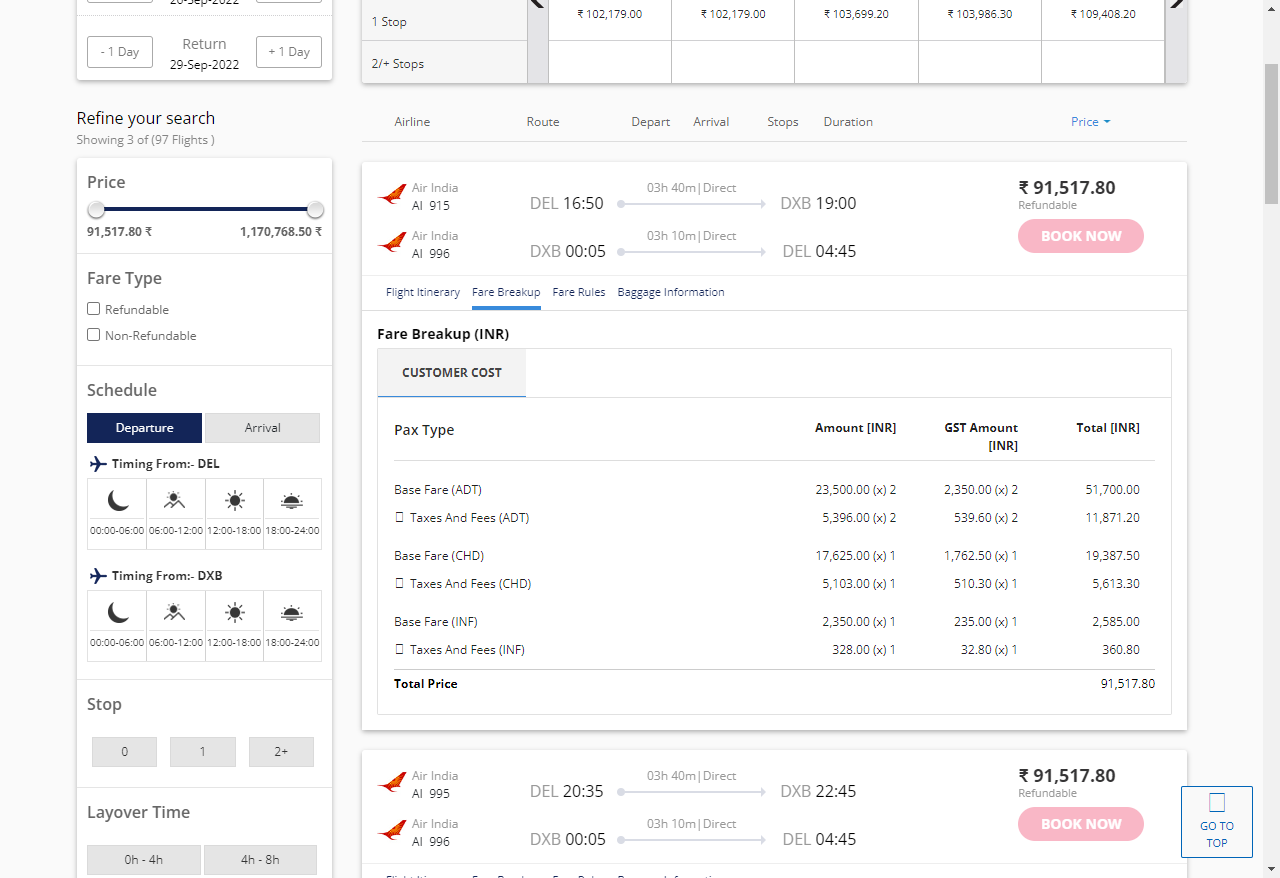 20-Sep-2022
- 1 Day
Return
29-Sep-2022
+ 1 Day
1 Stop
₹ 102,179.00
₹ 102,179.00
₹ 103,699.20
₹ 103,986.30
₹ 109,408.20
2/+ Stops
Refine your search
Showing 3 of (97 Flights )
Price
91,517.80 ₹
1,170,768.50 ₹
Fare Type
Refundable
Non-Refundable
Schedule
Departure
Arrival
Timing From:- DEL
00:00-06:00
06:00-12:00
12:00-18:00
18:00-24:00
Timing From:- DXB
00:00-06:00
06:00-12:00
12:00-18:00
18:00-24:00
Stop
0
1
2+
Layover Time
0h - 4h
4h - 8h
Airline
Route
Depart
Arrival
Stops
Duration
Price
Air India
AI 915
DEL 16:50
03h 40m|Direct
DXB 19:00
₹ 91,517.80
Refundable
BOOK NOW
Air India
AI 996
DXB 00:05
03h 10m|Direct
DEL 04:45
Flight Itinerary
Fare Breakup
Fare Rules
Baggage Information
Fare Breakup (INR)
CUSTOMER COST
Pax Type
Amount [INR]
GST Amount
[INR]
Total [INR]
Base Fare (ADT)
23,500.00 (x) 2
2,350.00 (x) 2
51,700.00
Taxes And Fees (ADT)
5,396.00 (x) 2
539.60 (x) 2
11,871.20
Base Fare (CHD)
17,625.00 (x) 1
1,762.50 (x) 1
19,387.50
Taxes And Fees (CHD)
5,103.00 (x) 1
510.30 (x) 1
5,613.30
Base Fare (INF)
2,350.00 (x) 1
235.00 (x) 1
2,585.00
Taxes And Fees (INF)
328.00 (x) 1
32.80 (x) 1
360.80
Total Price
91,517.80
Air India
AI 995
DEL 20:35
03h 40m|Direct
DXB 22:45
₹ 91,517.80
Refundable
BOOK NOW
Air India
AI 996
DXB 00:05
03h 10m|Direct
DEL 04:45
GO TO
TOP